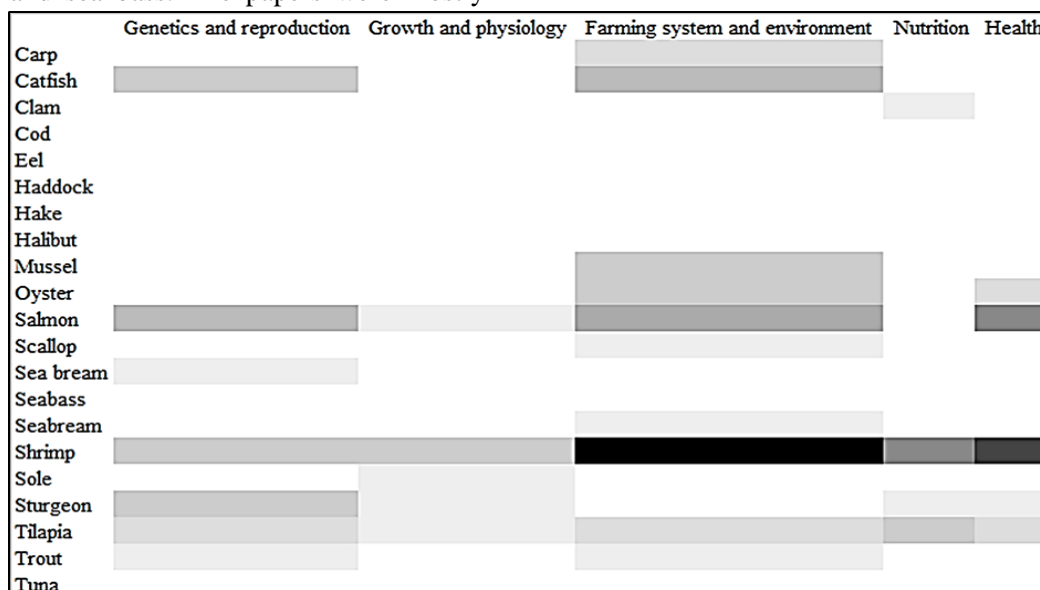 Genetics and reproduction Growth and physiology Farming system and environment Nutrition Health
Carp
Catfish
Clam
Cod
Eel
Haddock
Hake
Halibut
Mussel
Oyster
Salmon
Scallop
Sea bream
Seabass
Seabream
Shrimp
Sole
Sturgeon
Tilapia
Trout
Tuna